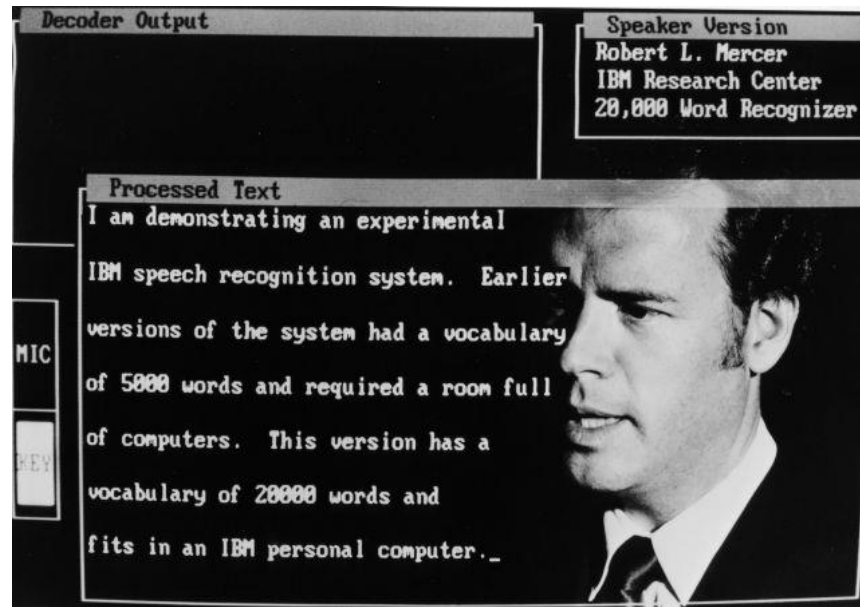 Decoder Output
Speaker Version
Robert L. Mercer
IBM Research Center
20,000 Word Recognizer
Processed Text
I am demonstrating an experimental
IBM speech recognition system. Earlier
versions of the system had a vocabulary
of 5000 words and required a room full
of computers. This version has a
vocabulary of 20000 words and
fits in an IBM personal computer._
MIC
KEY